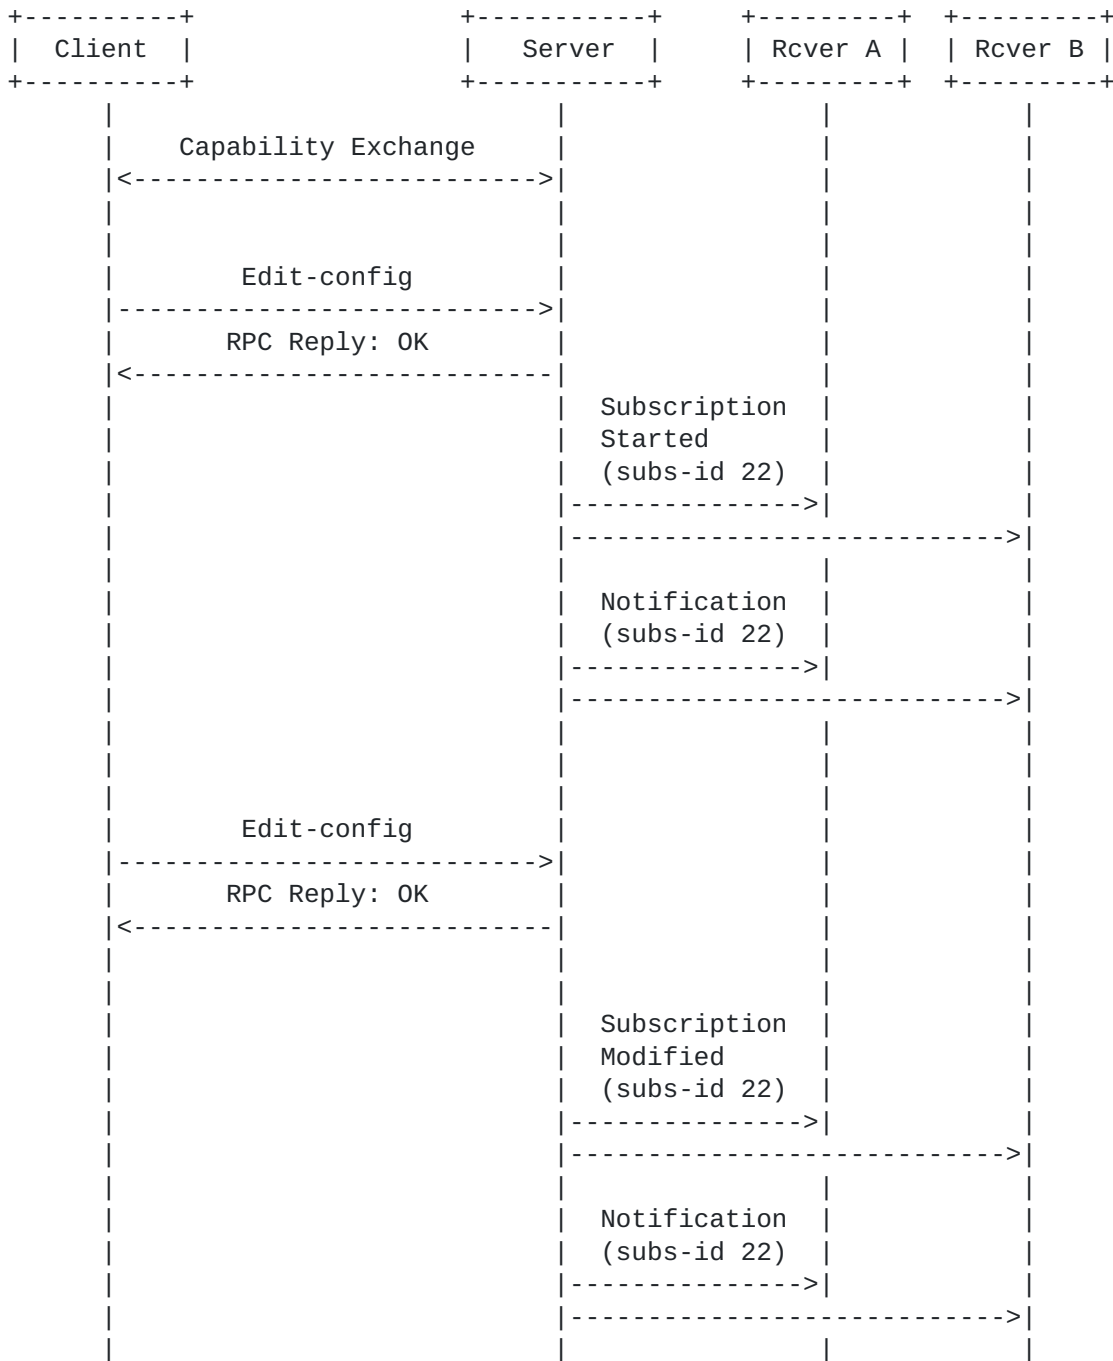 Client Server Rcver A Rcver B
Capability Exchange
Edit-config
RPC Reply: OK
Subscription
Started
(subs-id 22)
Notification
(subs-id 22)
Edit-config
RPC Reply: OK
Subscription
Modified
(subs-id 22)
Notification
(subs-id 22)